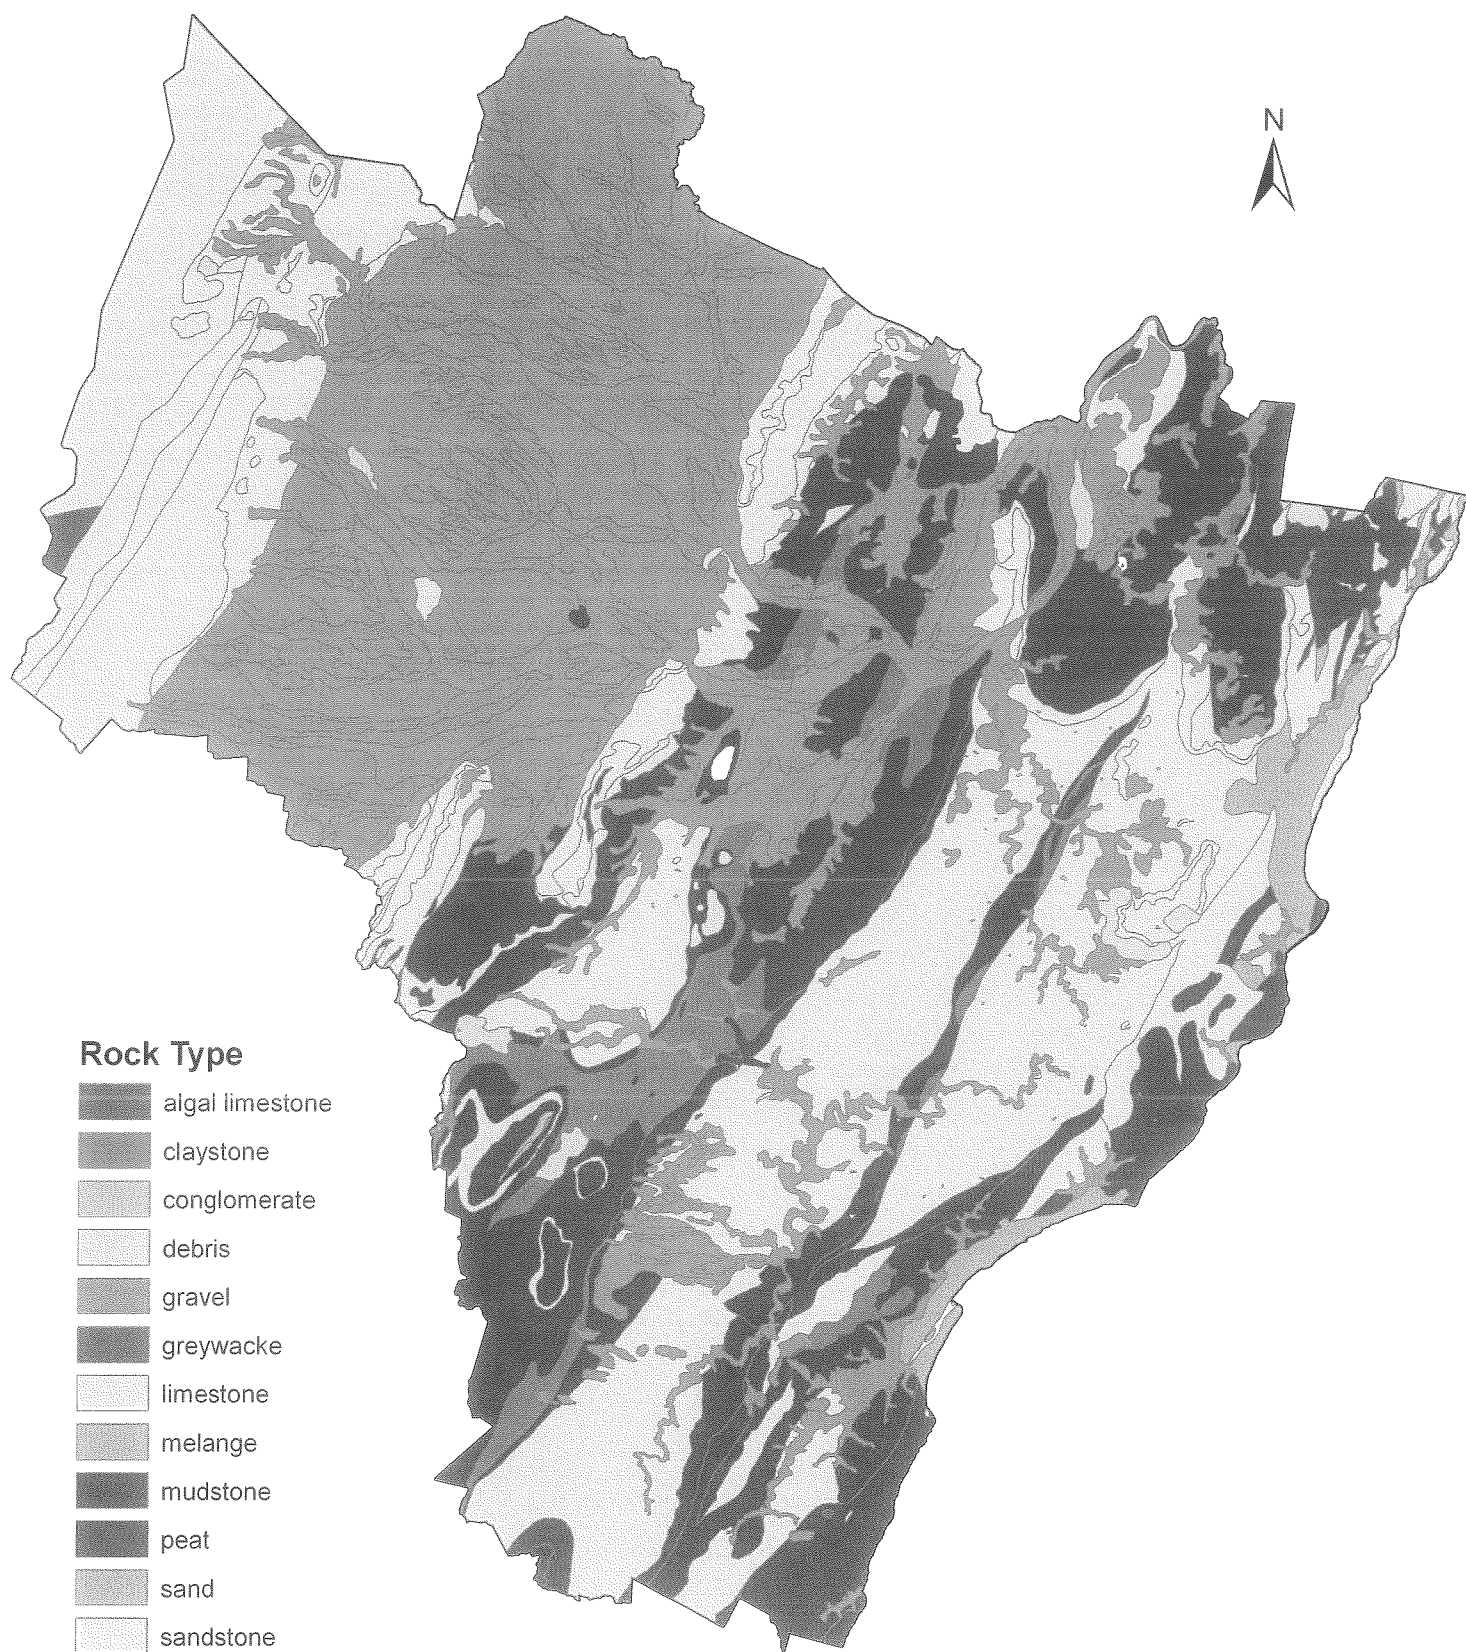 N
Rock Type
algal limestone
claystone
conglomerate
debris
gravel
greywacke
limestone
melange
mudstone
peat
sand
sandstone